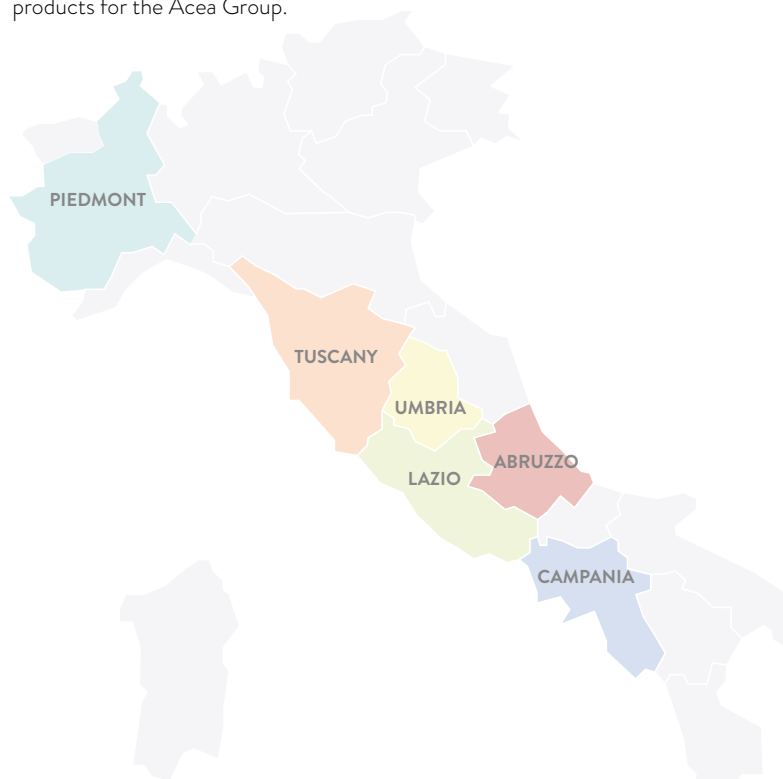 products for the Acea Group.
PIEDMONT
TUSCANY
UMBRIA
ABRUZZO
LAZIO
CAMPANIA